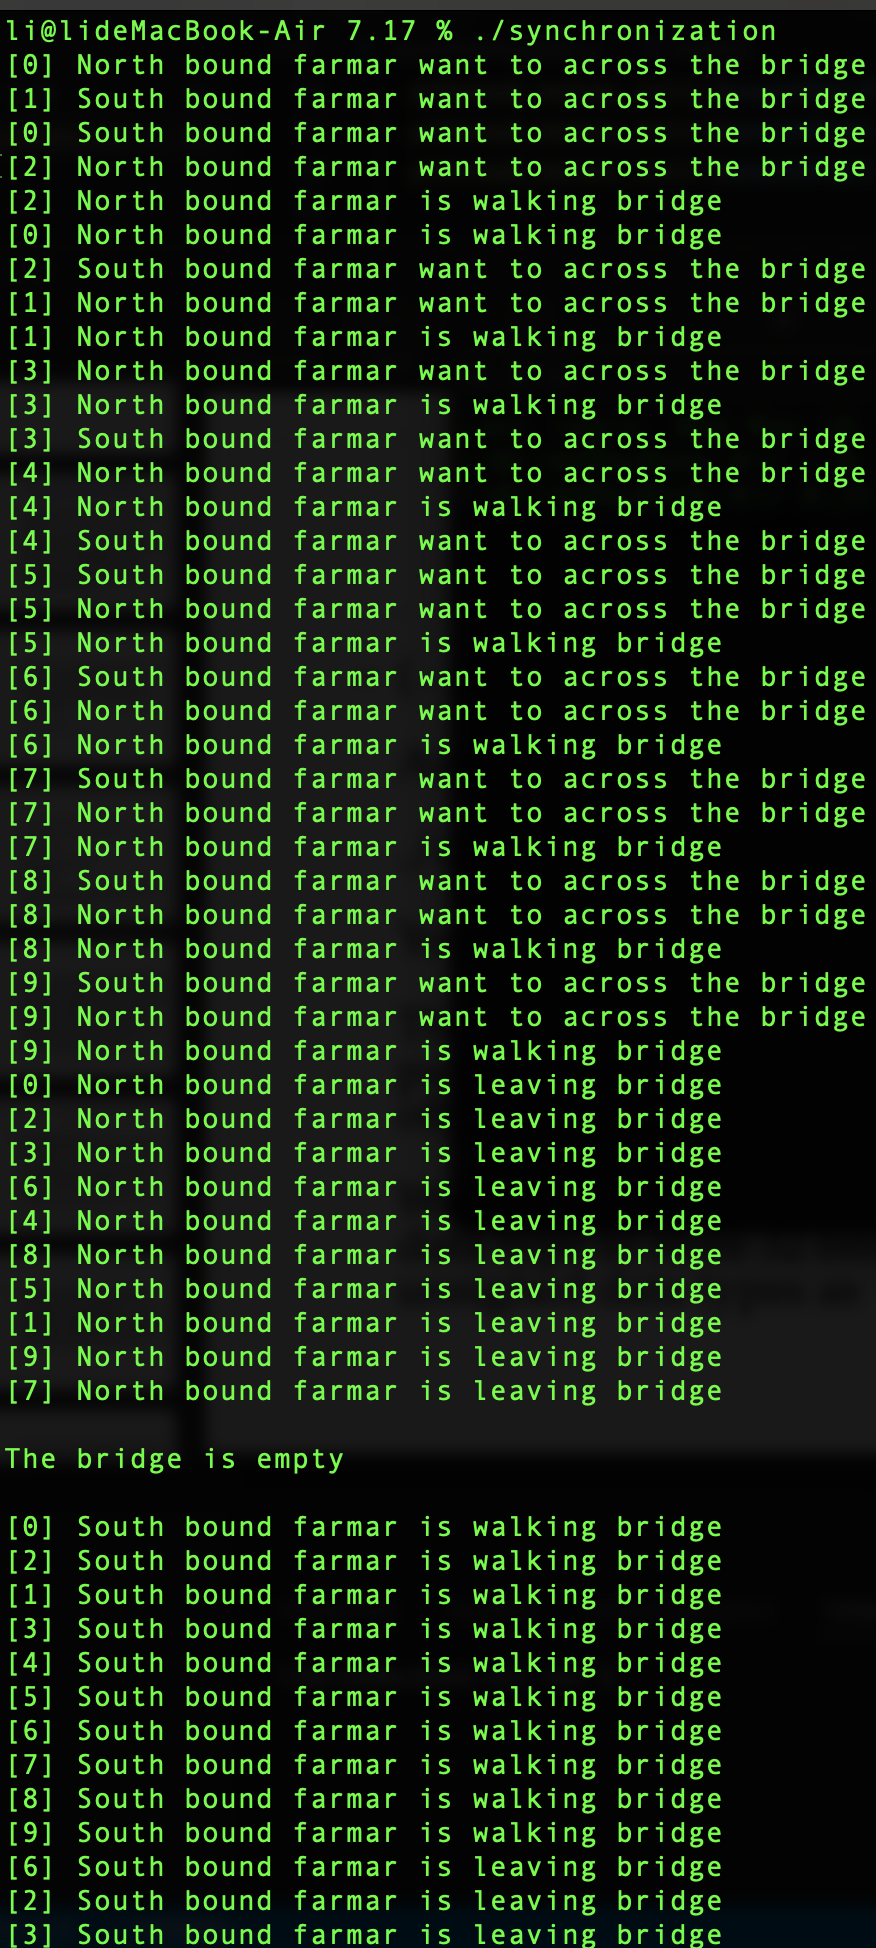 li@lideMacBook-Air 7.17 % ./synchronization
[0] North bound farmar want to across the bridge
[1] South bound farmar want to across the bridge
[0] South bound farmar want to across the bridge
[2] North bound farmar want to across the bridge
[2] North bound farmar is walking bridge
[0] North bound farmar is walking bridge
[2] South bound farmar want to across the bridge
[1] North bound farmar want to across the bridge
[1] North bound farmar is walking bridge
[3] North bound farmar want to across the bridge
[3] North bound farmar is walking bridge
[3] South bound farmar want to across the bridge
[4] North bound farmar want to across the bridge
[4] North bound farmar is walking bridge
[4] South bound farmar want to across the bridge
[5] South bound farmar want to across the bridge
[5] North bound farmar want to across the bridge
[5] North bound farmar is walking bridge
[6] South bound farmar want to across the bridge
[6] North bound farmar want to across the bridge
[6] North bound farmar is walking bridge
[7] South bound farmar want to across the bridge
[7] North bound farmar want to across the bridge
[7] North bound farmar is walking bridge
[8] South bound farmar want to across the bridge
[8] North bound farmar want to across the bridge
[8] North bound farmar is walking bridge
[9] South bound farmar want to across the bridge
[9] North bound farmar want to across the bridge
[9] North bound farmar is walking bridge
[0] North bound farmar is leaving bridge
[2] North bound farmar is leaving bridge
[3] North bound farmar is leaving bridge
[6] North bound farmar is leaving bridge
[4] North bound farmar is leaving bridge
[8] North bound farmar is leaving bridge
[5] North bound farmar is leaving bridge
[1] North bound farmar is leaving bridge
[9] North bound farmar is leaving bridge
[7] North bound farmar is leaving bridge
The bridge is empty
[0] South bound farmar is walking bridge
[2] South bound farmar is walking bridge
[1] South bound farmar is walking bridge
[3] South bound farmar is walking bridge
[4] South bound farmar is walking bridge
[5] South bound farmar is walking bridge
[6] South bound farmar is walking bridge
[7] South bound farmar is walking bridge
[8] South bound farmar is walking bridge
[9] South bound farmar is walking bridge
[6] South bound farmar is leaving bridge
[2] South bound farmar is leaving bridge
[3] South bound farmar is leaving bridge